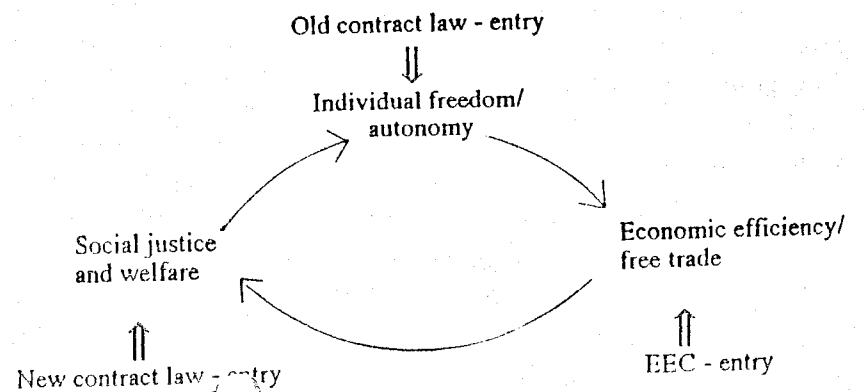 Old contract law - entry
Individual freedom/
autonomy
Social justice
and welfare
Economic efficiency/
free trade
New contract law - entry
EEC - entry